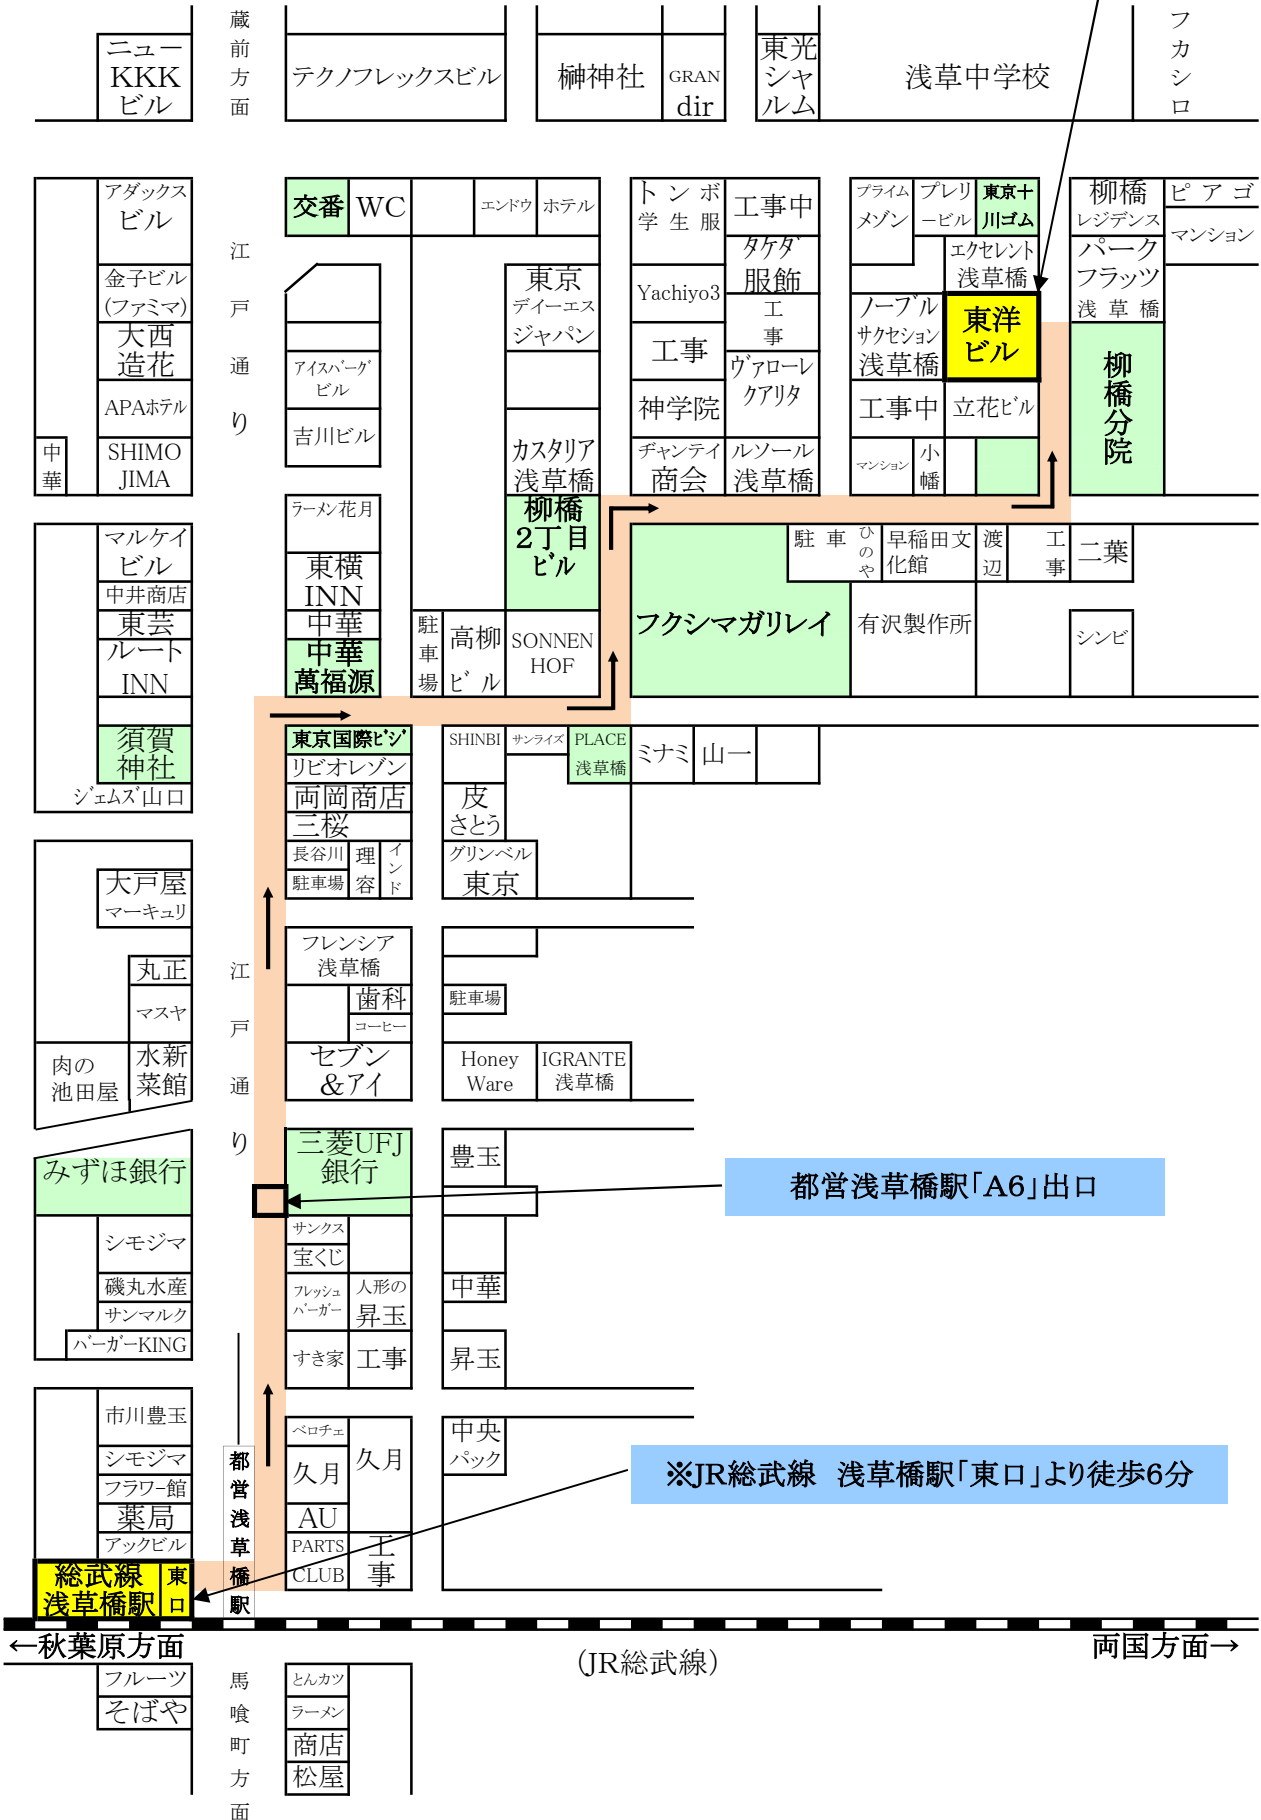 蔵前方面
フカシロ
ニュー
KKK
ビル
テクノフレックスビル
榊神社
GRAN
dir
東光
シャ
ルム
浅草中学校
アダックス
ビル
交番
WC
エンドウ
ホテル
トンボ
学生服
工事中
プライム
メゾン
プレリ
ービル
東京十
川ゴム
柳橋
レジデンス
ピアゴ
マンション
江戸通り
金子ビル
(ファミマ)
東京
デイーエス
ジャパン
Yachiyo3
タケダ
服飾
エクセレント
浅草橋
パーク
フラッツ
浅草橋
大西
造花
アイスバーグ
ビル
工事
工事
ヴァローレ
クアリタ
ノーブル
サクセション
浅草橋
東洋
ビル
柳橋分院
APAホテル
吉川ビル
神学院
工事中
立花ビル
中華
SHIMO
JIMA
カスタリア
浅草橋
チャンテイ
商会
ルソール
浅草橋
マンション
小幡
マルケイ
ビル
ラーメン花月
柳橋
2丁目
ビル
駐車
ひのや
早稲田文
化館
渡辺
工事
二葉
中井商店
東横
INN
東芸
中華
駐車場
高柳
ビル
SONNEN
HOF
フクシマガリレイ
有沢製作所
シンビ
ルート
INN
中華
萬福源
須賀
神社
東京国際ビジ
SHINBI
サンライズ
PLACE
浅草橋
ミナミ
山一
リビオレゾン
ジェムズ山口
両岡商店
皮
さとう
三桜
長谷川
駐車場
理容
インド
グリンベル
東京
大戸屋
マーキュリ
フレンシア
浅草橋
丸正
江戸通り
マスヤ
歯科
コーヒー
駐車場
肉の
池田屋
水新
菜館
セブン
&アイ
Honey
Ware
IGRANTE
浅草橋
みずほ銀行
三菱UFJ
銀行
豊玉
都営浅草橋駅「A6」出口
シモジマ
サンクス
宝くじ
磯丸水産
フレッシュ
バーガー
人形の
昇玉
中華
サンマルク
バーガーKING
すき家
工事
昇玉
市川豊玉
ベロチェ
久月
中央
パック
シモジマ
フラワー館
都営浅草橋駅
久月
※JR総武線 浅草橋駅「東口」より徒歩6分
薬局
AU
アックビル
PARTS
CLUB
工事
総武線
浅草橋駅
東口
←秋葉原方面
両国方面→
(JR総武線)
フルーツ
そばや
馬喰町方面
とんカツ
ラーメン
商店
松屋